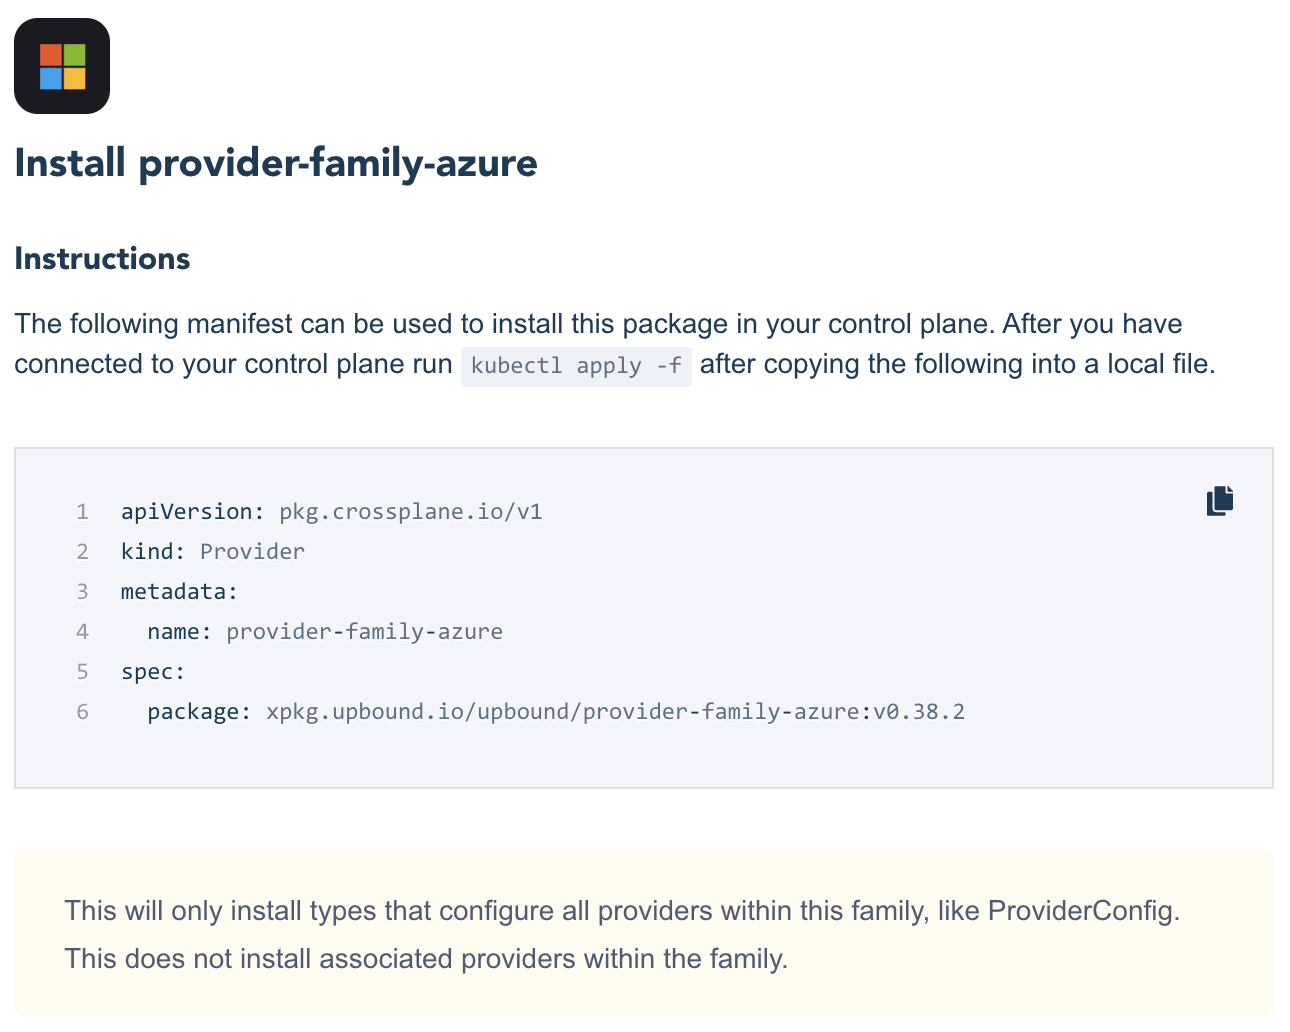 Install provider-family-azure
Instructions
The following manifest can be used to install this package in your control plane. After you have
connected to your control plane run kubectl apply -f after copying the following into a local file.
1 apiVersion: pkg.crossplane.io/v1
2 kind: Provider
3 metadata:
4   name: provider-family-azure
5 spec:
6   package: xpkg.upbound.io/upbound/provider-family-azure:v0.38.2
This will only install types that configure all providers within this family, like ProviderConfig.
This does not install associated providers within the family.